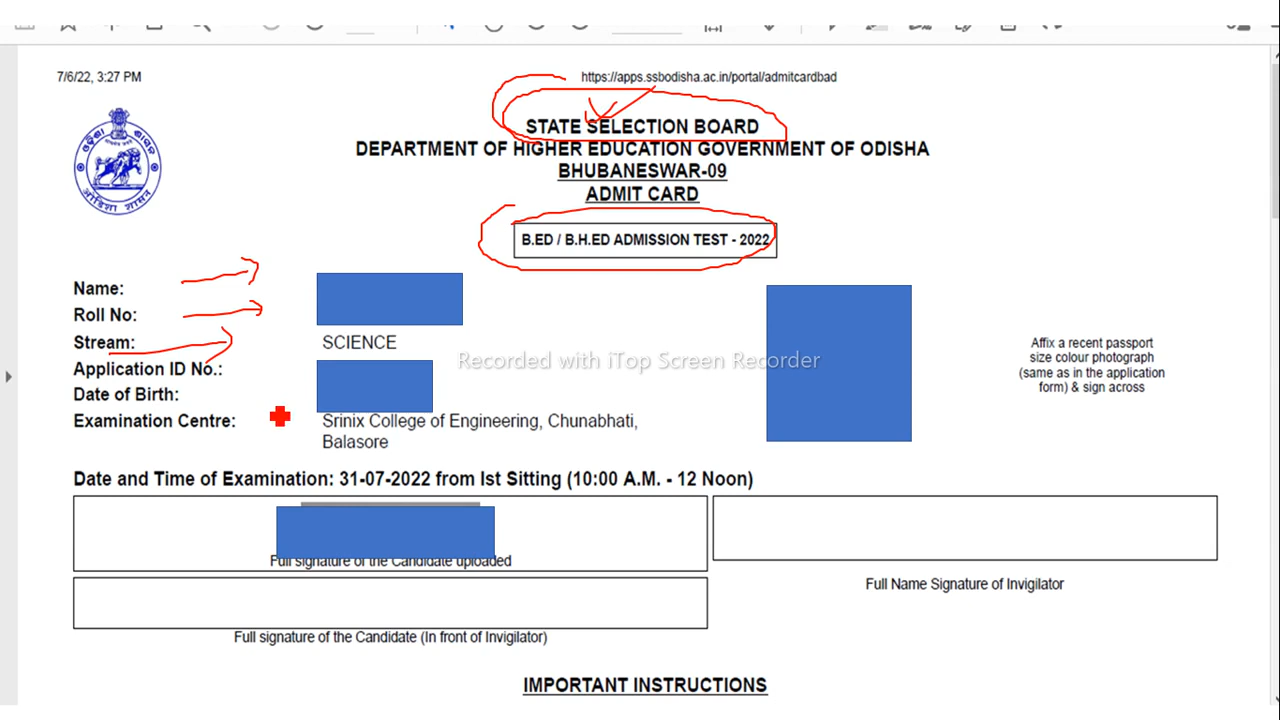 7/6/22, 3:27 PM
https://apps.ssbodisha.ac.in/portal/admitcardbad
STATE SELECTION BOARD
DEPARTMENT OF HIGHER EDUCATION GOVERNMENT OF ODISHA
BHUBANESWAR-09
ADMIT CARD
B.ED / B.H.ED ADMISSION TEST - 2022
Name:
Roll No:
Stream: SCIENCE
Application ID No.:
Date of Birth:
Examination Centre: Srinix College of Engineering, Chunabhati,
Balasore
Affix a recent passport
size colour photograph
(same as in the application
form) & sign across
Recorded with iTop Screen Recorder
Date and Time of Examination: 31-07-2022 from Ist Sitting (10:00 A.M. - 12 Noon)
Full signature of the Candidate uploaded
Full Name Signature of Invigilator
Full signature of the Candidate (In front of Invigilator)
IMPORTANT INSTRUCTIONS